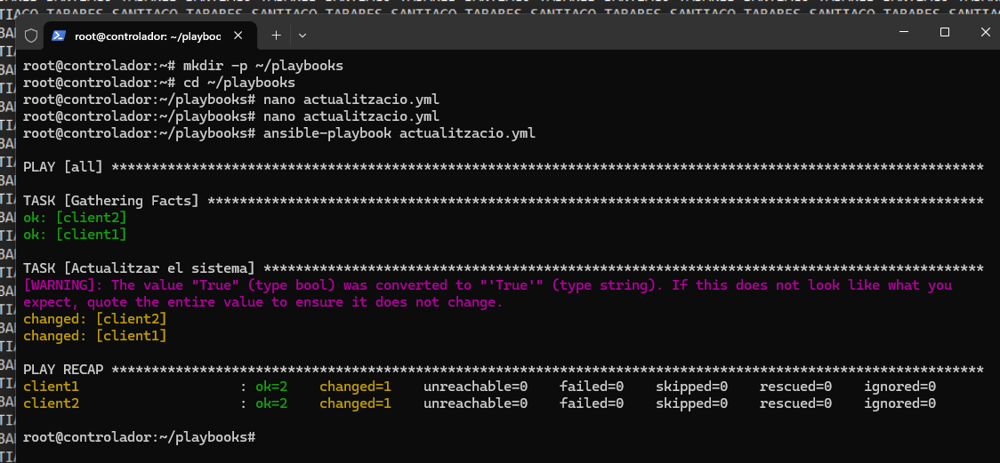 TIAGO TABARES SANTIAGO TABARES SANTIAGO TABARES SANTIAGO TABARES SANTIAGO TABARES SANTIAGO TABARES SANTIAGO
root@controlador: ~/playboo
root@controlador:~# mkdir -p ~/playbooks
root@controlador:~# cd ~/playbooks
root@controlador:~/playbooks# nano actualitzacio.yml
root@controlador:~/playbooks# nano actualitzacio.yml
root@controlador:~/playbooks# ansible-playbook actualitzacio.yml
PLAY [all] *************************************************************************************************************
TASK [Gathering Facts] *************************************************************************************************
ok: [client2]
ok: [client1]
TASK [Actualitzar el sistema] ******************************************************************************************
[WARNING]: The value "True" (type bool) was converted to "'True'" (type string). If this does not look like what you
expect, quote the entire value to ensure it does not change.
changed: [client2]
changed: [client1]
PLAY RECAP *************************************************************************************************************
client1                    : ok=2    changed=1    unreachable=0    failed=0    skipped=0    rescued=0    ignored=0
client2                    : ok=2    changed=1    unreachable=0    failed=0    skipped=0    rescued=0    ignored=0
root@controlador:~/playbooks#